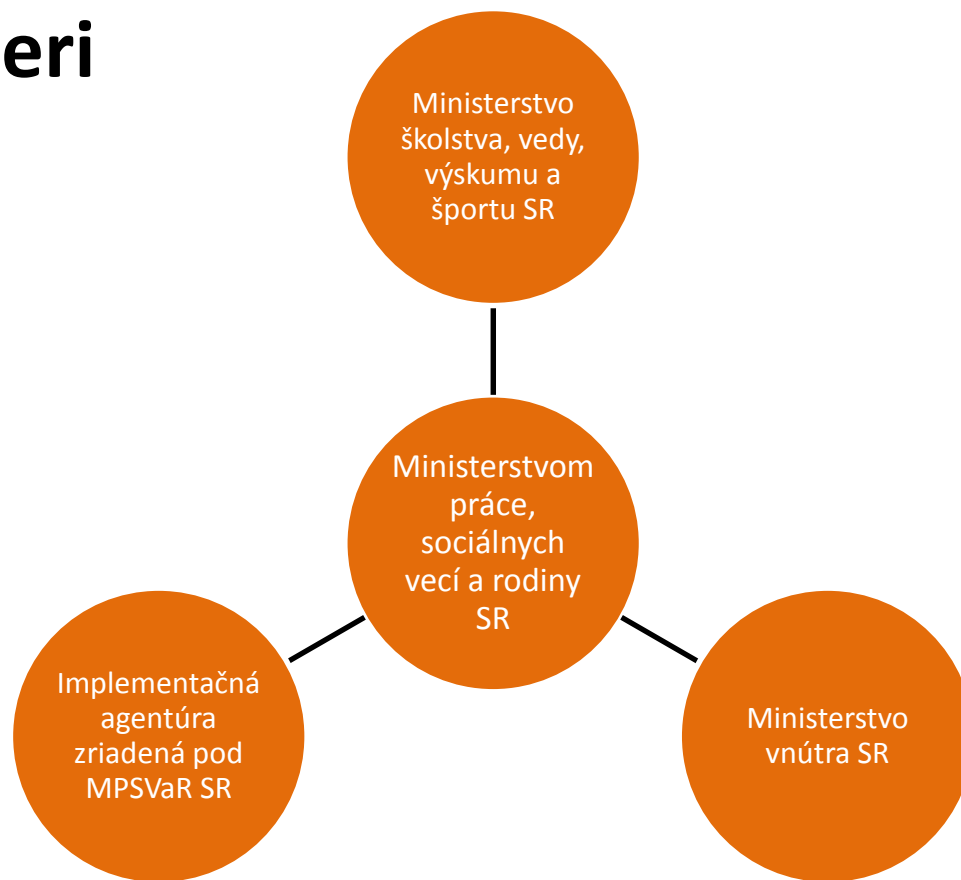 eri
Ministerstvo
školstva, vedy,
výskumu a
športu SR
Ministerstvom
práce,
sociálnych
vecí a rodiny
SR
Implementačná
agentúra
zriadená pod
MPSVaR SR
Ministerstvo
vnútra SR